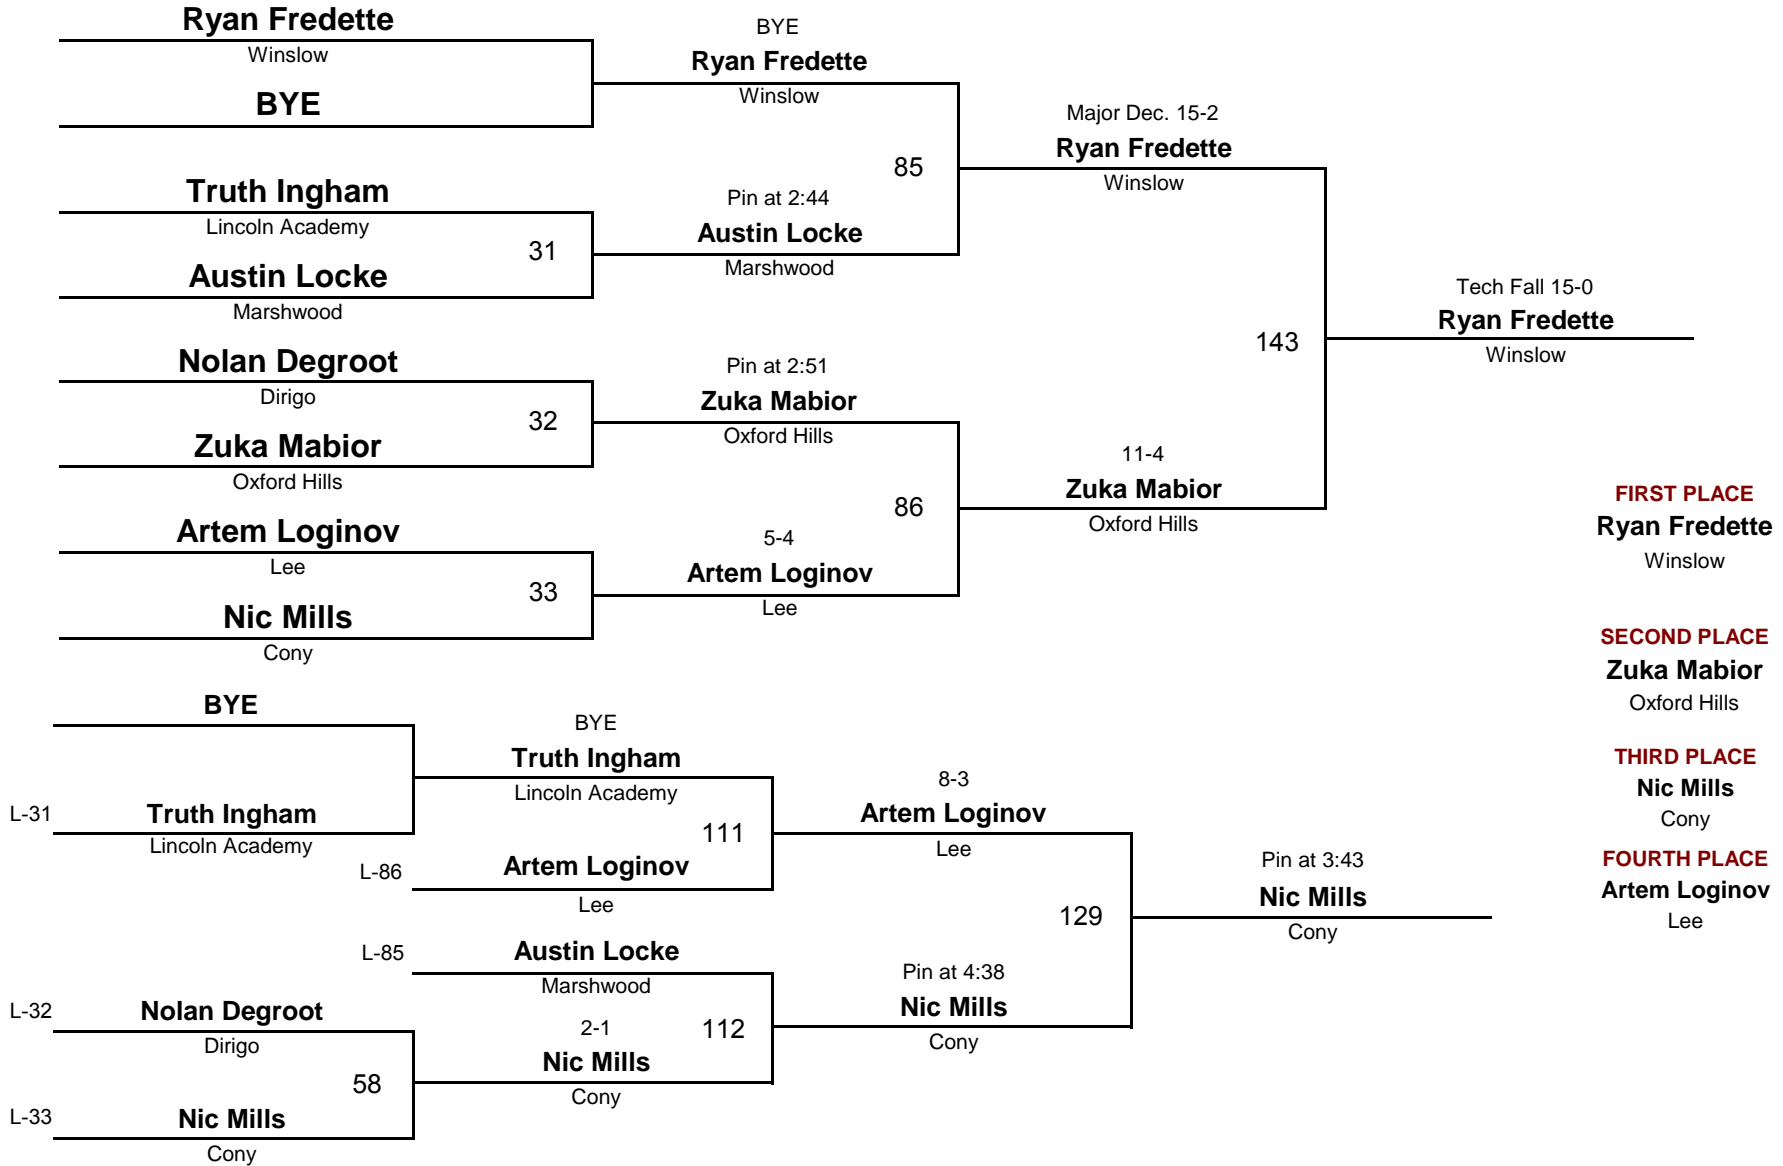 Ryan Fredette
Winslow
BYE
Truth Ingham
Lincoln Academy
31
Austin Locke
Marshwood
Nolan Degroot
Dirigo
32
Zuka Mabior
Oxford Hills
Artem Loginov
Lee
33
Nic Mills
Cony
BYE
Ryan Fredette
Winslow
85
Pin at 2:44
Austin Locke
Marshwood
Pin at 2:51
Zuka Mabior
Oxford Hills
86
5-4
Artem Loginov
Lee
Major Dec. 15-2
Ryan Fredette
Winslow
143
11-4
Zuka Mabior
Oxford Hills
Tech Fall 15-0
Ryan Fredette
Winslow
BYE
L-31
Truth Ingham
Lincoln Academy
L-32
Nolan Degroot
Dirigo
58
L-33
Nic Mills
Cony
BYE
Truth Ingham
Lincoln Academy
111
L-86
Artem Loginov
Lee
L-85
Austin Locke
Marshwood
112
2-1
Nic Mills
Cony
8-3
Artem Loginov
Lee
129
Pin at 4:38
Nic Mills
Cony
Pin at 3:43
Nic Mills
Cony
FIRST PLACE
Ryan Fredette
Winslow
SECOND PLACE
Zuka Mabior
Oxford Hills
THIRD PLACE
Nic Mills
Cony
FOURTH PLACE
Artem Loginov
Lee